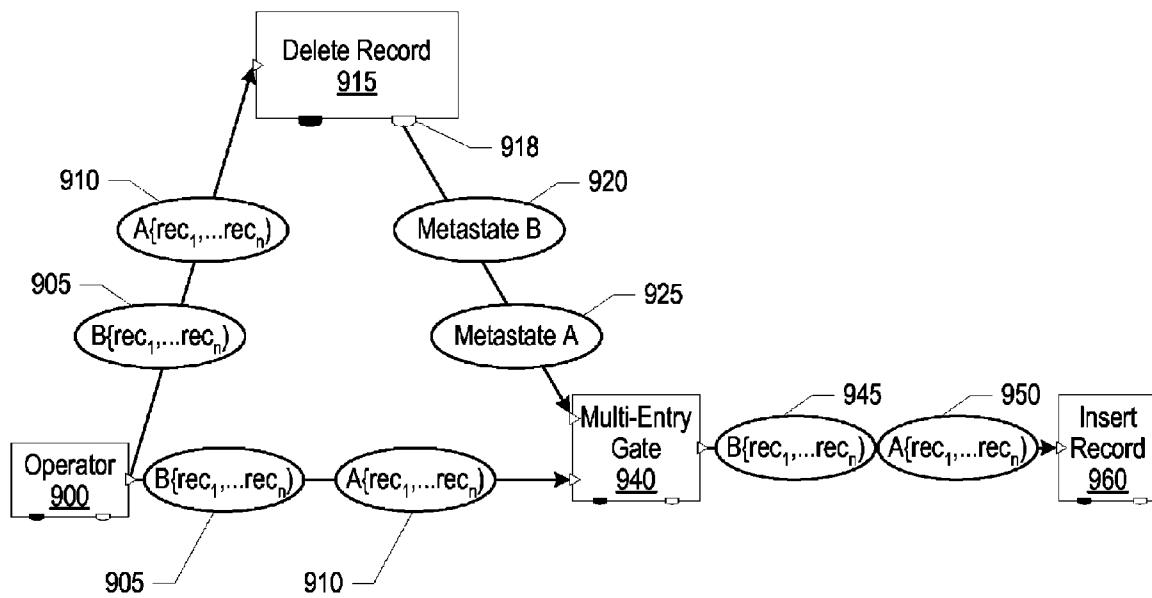 Delete Record
915
918
910
920
A{rec1,...recn)
Metastate B
905
925
B{rec1,...recn)
Metastate A
945
950
Operator
900
B{rec1,...recn)
A{rec1,...recn)
Multi-Entry
Gate
940
B{rec1,...recn)
A{rec1,...recn)
Insert
Record
960
905
910